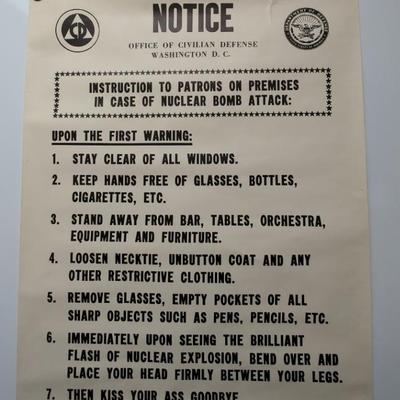 NOTICE
OFFICE OF CIVILIAN DEFENSE
WASHINGTON D. C.
INSTRUCTION TO PATRONS ON PREMISES
IN CASE OF NUCLEAR BOMB ATTACK:
UPON THE FIRST WARNING:
1. STAY CLEAR OF ALL WINDOWS.
2. KEEP HANDS FREE OF GLASSES, BOTTLES,
CIGARETTES, ETC.
3. STAND AWAY FROM BAR, TABLES, ORCHESTRA,
EQUIPMENT AND FURNITURE.
4. LOOSEN NECKTIE, UNBUTTON COAT AND ANY
OTHER RESTRICTIVE CLOTHING.
5. REMOVE GLASSES, EMPTY POCKETS OF ALL
SHARP OBJECTS SUCH AS PENS, PENCILS, ETC.
6. IMMEDIATELY UPON SEEING THE BRILLIANT
FLASH OF NUCLEAR EXPLOSION, BEND OVER AND
PLACE YOUR HEAD FIRMLY BETWEEN YOUR LEGS.
7. THEN KISS YOUR ASS GOODBYE